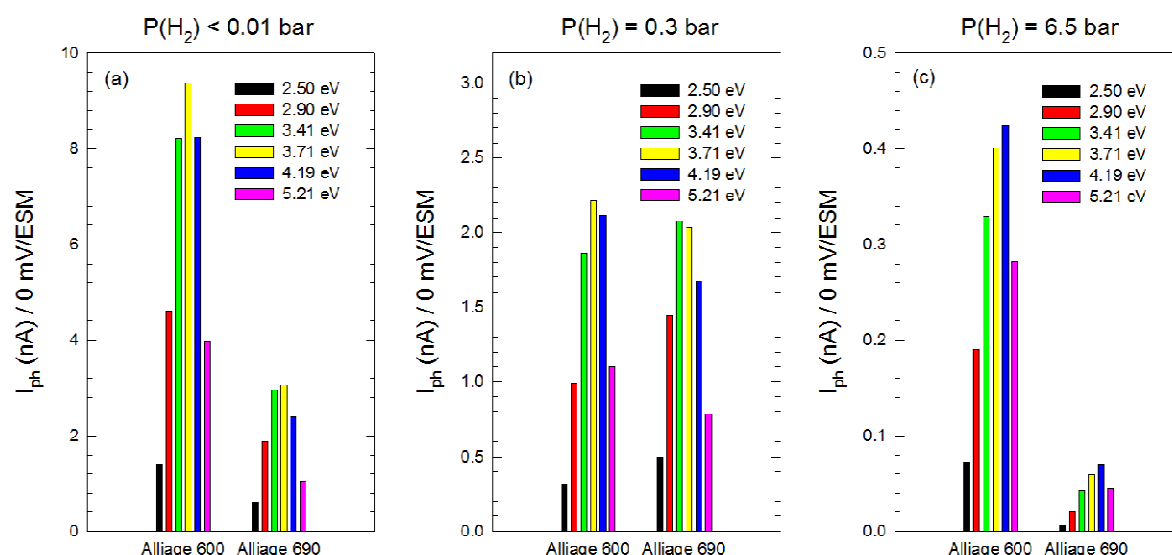 P(H₂) < 0.01 bar
I_ph (nA) / 0 mV/ESM
10
8
6
4
2
0
(a)
2.50 eV
2.90 eV
3.41 eV
3.71 eV
4.19 eV
5.21 eV
Alliage 600 Alliage 690
P(H₂) = 0.3 bar
I_ph (nA) / 0 mV/ESM
3.0
2.5
2.0
1.5
1.0
0.5
0.0
(b)
2.50 eV
2.90 eV
3.41 eV
3.71 eV
4.19 eV
5.21 eV
Alliage 600 Alliage 690
P(H₂) = 6.5 bar
I_ph (nA) / 0 mV/ESM
0.5
0.4
0.3
0.2
0.1
0.0
(c)
2.50 eV
2.90 eV
3.41 eV
3.71 eV
4.19 eV
5.21 eV
Alliage 600 Alliage 690